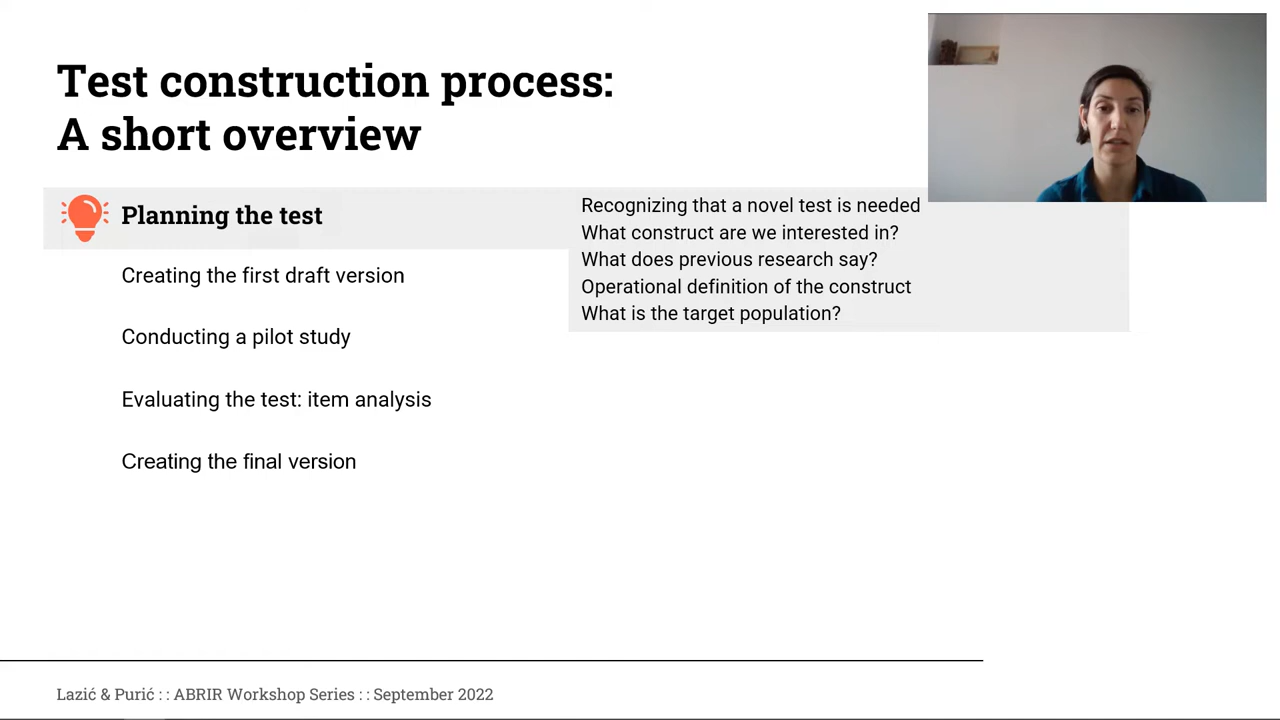 Test construction process:
A short overview
Planning the test
Recognizing that a novel test is needed
What construct are we interested in?
What does previous research say?
Operational definition of the construct
What is the target population?
Creating the first draft version
Conducting a pilot study
Evaluating the test: item analysis
Creating the final version
Lazić & Purić : : ABRIR Workshop Series : : September 2022